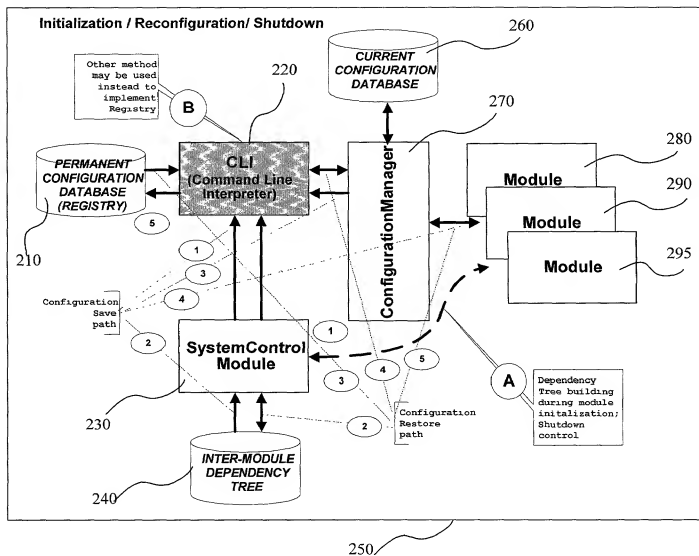 Initialization / Reconfiguration/ Shutdown
260
Other method
may be used
instead to
implement
Registry
220
CURRENT
CONFIGURATION
DATABASE
B
270
280
PERMANENT
CONFIGURATION
DATABASE
(REGISTRY)
CLI
(Command Line
Interpreter)
ConfigurationManager
Module
290
Module
295
Module
210
5
1
3
4
Configuration
Save
path
2
1
SystemControl
Module
3
4
5
A
230
Dependency
Tree building
during module
initalization;
Shutdown
control
Configuration
Restore
path
2
INTER-MODULE
DEPENDENCY
TREE
240
250